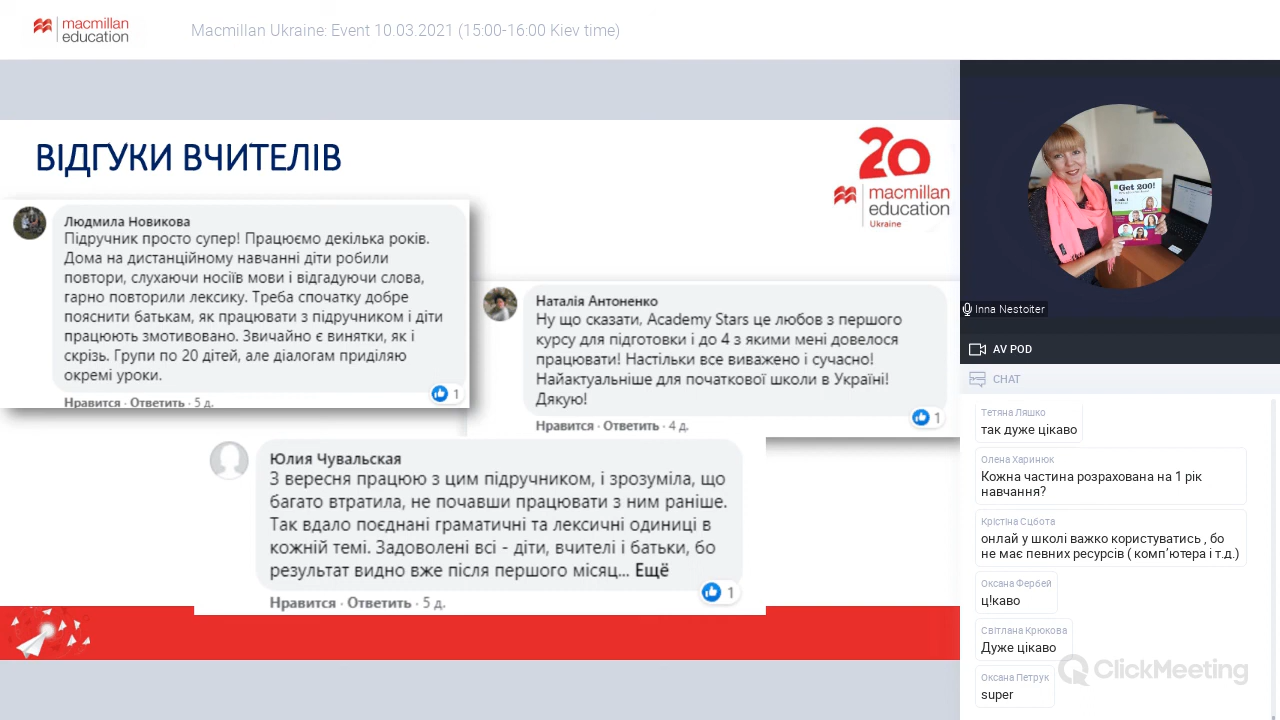 macmillan
education
Macmillan Ukraine: Event 10.03.2021 (15:00-16:00 Kiev time)
ВІДГУКИ ВЧИТЕЛІВ
20
macmillan
education
Ukraine
Людмила Новикова
Підручник просто супер! Працюємо декілька років.
Дома на дистанційному навчанні діти робили
повтори, слухаючи носіїв мови і відгадуючи слова,
гарно повторили лексику. Треба спочатку добре
пояснити батькам, як працювати з підручником і діти
працюють змотивовано. Звичайно є винятки, як і
скрізь. Групи по 20 дітей, але діалогам приділяю
окремі уроки.
1
Нравится · Ответить · 5 д.
Наталія Антоненко
Ну що сказати, Academy Stars це любов з першого
курсу для підготовки і до 4 з якими мені довелося
працювати! Настільки все виважено і сучасно!
Найактуальніше для початкової школи в Україні!
Дякую!
1
Нравится · Ответить · 4 д.
Юлия Чувальская
З вересня працюю з цим підручником, і зрозуміла, що
багато втратила, не почавши працювати з ним раніше.
Так вдало поєднані граматичні та лексичні одиниці в
кожній темі. Задоволені всі - діти, вчителі і батьки, бо
результат видно вже після першого місяц... Ещё
1
Нравится · Ответить · 5 д.
Get 200!
Inna Nestoiter
AV POD
CHAT
Тетяна Ляшко
так дуже цікаво
Олена Харинюк
Кожна частина розрахована на 1 рік
навчання?
Крістіна Сцбота
онлай у школі важко користуватись , бо
не має певних ресурсів ( комп’ютера і т.д.)
Оксана Фербей
ц!каво
Світлана Крюкова
Дуже цікаво
Оксана Петрук
super
ClickMeeting